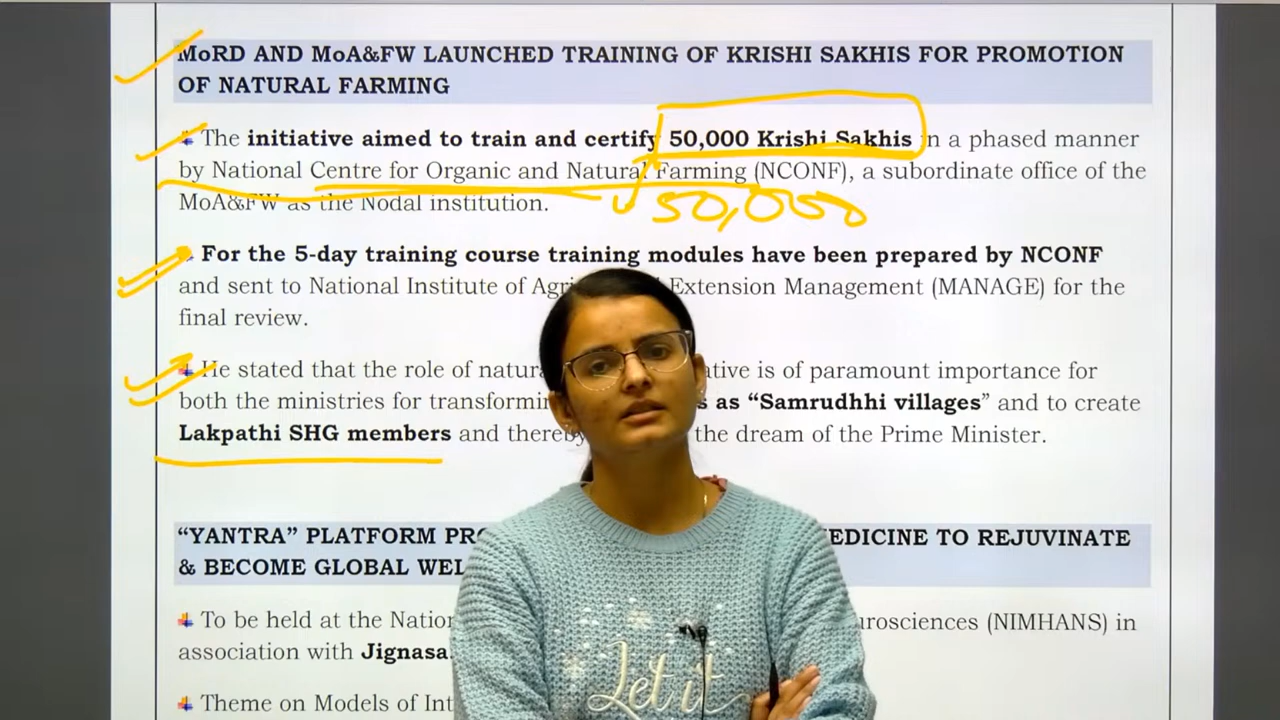 MoRD AND MoA&FW LAUNCHED TRAINING OF KRISHI SAKHIS FOR PROMOTION
OF NATURAL FARMING
The initiative aimed to train and certify 50,000 Krishi Sakhis in a phased manner
by National Centre for Organic and Natural Farming (NCONF), a subordinate office of the
MoA&FW as the Nodal institution.
50,000
For the 5-day training course training modules have been prepared by NCONF
and sent to National Institute of Agri Extension Management (MANAGE) for the
final review.
He stated that the role of natura ative is of paramount importance for
both the ministries for transformin s as “Samrudhhi villages” and to create
Lakpathi SHG members and thereby the dream of the Prime Minister.
“YANTRA” PLATFORM PRO EDICINE TO REJUVINATE
& BECOME GLOBAL WEL
To be held at the Nation urosciences (NIMHANS) in
association with Jignasa
Theme on Models of Int
Let it